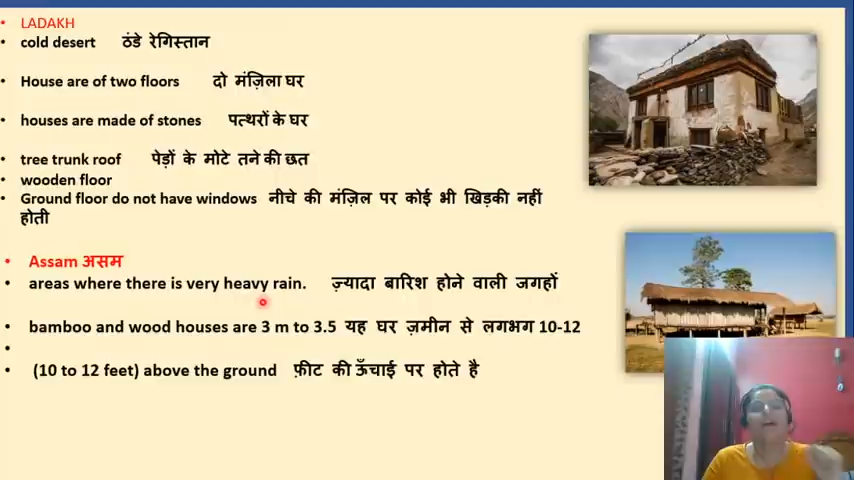 LADAKH
cold desert ठंडे रेगिस्तान
House are of two floors दो मंज़िला घर
houses are made of stones पत्थरों के घर
tree trunk roof पेड़ों के मोटे तने की छत
wooden floor
Ground floor do not have windows नीचे की मंज़िल पर कोई भी खिड़की नहीं
होती
Assam असम
areas where there is very heavy rain. ज़्यादा बारिश होने वाली जगहों
bamboo and wood houses are 3 m to 3.5 यह घर ज़मीन से लगभग 10-12
(10 to 12 feet) above the ground फ़ीट की ऊँचाई पर होते है